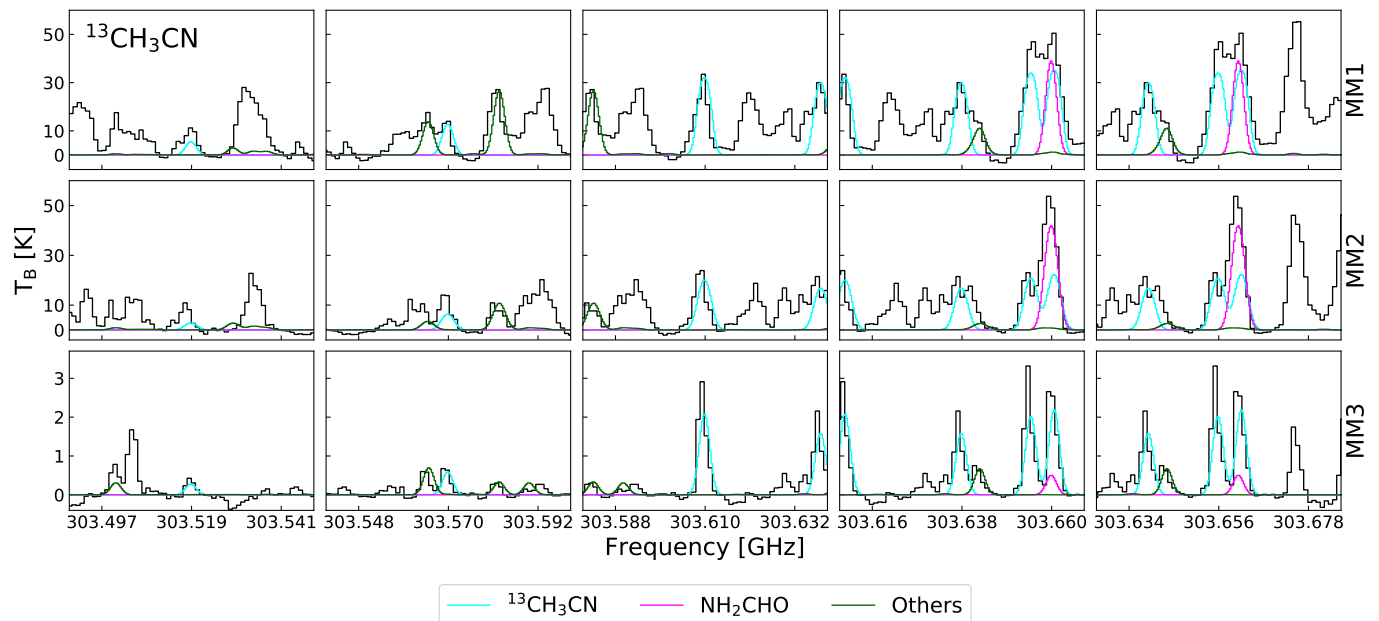 ¹³CH₃CN
50
30
10
0
MM1
50
30
10
0
MM2
T_B [K]
3
2
1
0
MM3
303.497 303.519 303.541 303.548 303.570 303.592 303.588 303.610 303.632 303.616 303.638 303.660 303.634 303.656 303.678
Frequency [GHz]
¹³CH₃CN NH₂CHO Others